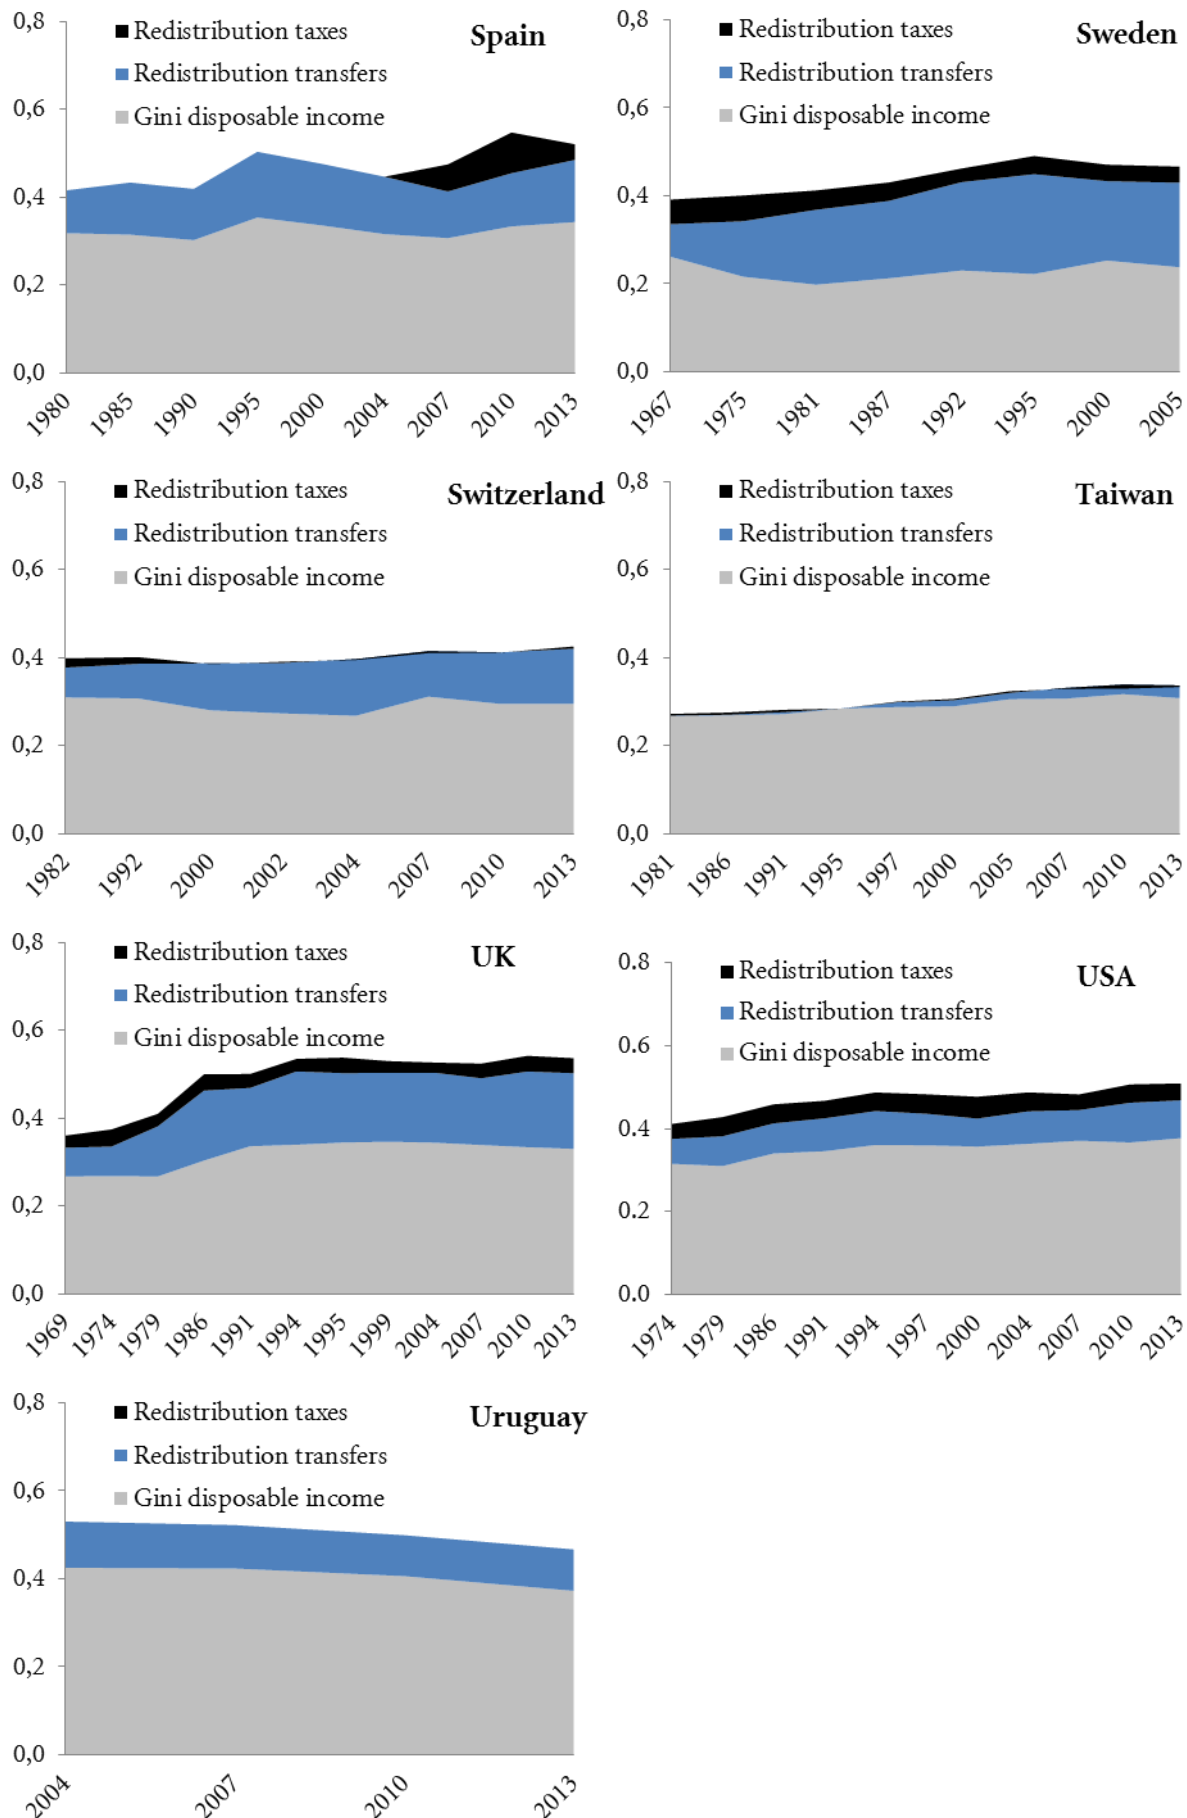 0,8
Redistribution taxes
Spain
Redistribution transfers
0,6
Gini disposable income
0,4
0,2
0,0
1980 1985 1990 1995 2000 2004 2007 2010 2013
0,8
Redistribution taxes
Sweden
Redistribution transfers
0,6
Gini disposable income
0,4
0,2
0,0
1967 1975 1981 1987 1992 1995 2000 2005
0,8
Redistribution taxes
Switzerland
Redistribution transfers
0,6
Gini disposable income
0,4
0,2
0,0
1982 1992 2000 2002 2004 2007 2010 2013
0,8
Redistribution taxes
Taiwan
Redistribution transfers
0,6
Gini disposable income
0,4
0,2
0,0
1981 1986 1991 1995 1997 2000 2005 2007 2010 2013
0,8
Redistribution taxes
UK
Redistribution transfers
0,6
Gini disposable income
0,4
0,2
0,0
1969 1974 1979 1986 1991 1994 1995 1999 2004 2007 2010 2013
0.8
Redistribution taxes
USA
Redistribution transfers
0.6
Gini disposable income
0.4
0.2
0.0
1974 1979 1986 1991 1994 1997 2000 2004 2007 2010 2013
0,8
Redistribution taxes
Uruguay
Redistribution transfers
0,6
Gini disposable income
0,4
0,2
0,0
2004 2007 2010 2013